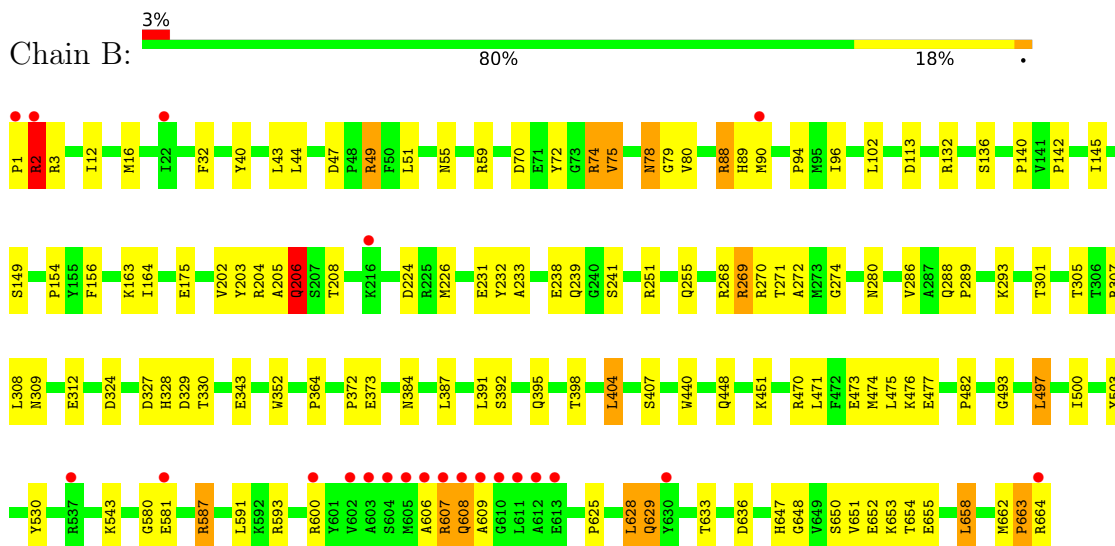 3%
Chain B:
80% 18% •
P1 R2 R3 I12 M16 I22 F32 Y40 L43 L44 D47 P48 R49 F50 L51 N55 R59 D70 E71 Y72 G73 R74 V75 N78 G79 V80 R88 H89 M90 P94 M95 I96 L102 D113 R132 S136 P140 V141 P142 I145
S149 P154 Y155 F156 K163 I164 E175 V202 Y203 R204 A205 Q206 S207 T208 K216 D224 R225 M226 E231 Y232 A233 E238 Q239 G240 S241 R251 Q255 R268 R269 R270 T271 A272 M273 G274 N280 V286 A287 Q288 P289 K293 T301 T305 T306 R307
L308 N309 E312 D324 D327 H328 D329 T330 E343 W352 P364 P372 E373 N384 L387 L391 S392 Q395 T398 L404 S407 W440 Q448 K451 R470 L471 F472 E473 M474 L475 K476 E477 P482 G493 L497 I500 Y503
Y530 R537 K543 G580 E581 R587 L591 K592 R593 R600 Y601 V602 A603 S604 M605 A606 R607 Q608 A609 G610 L611 A612 E613 P625 L628 Q629 Y630 T633 D636 H647 G648 V649 S650 V651 E652 K653 T654 E655 L658 M662 P663 R664